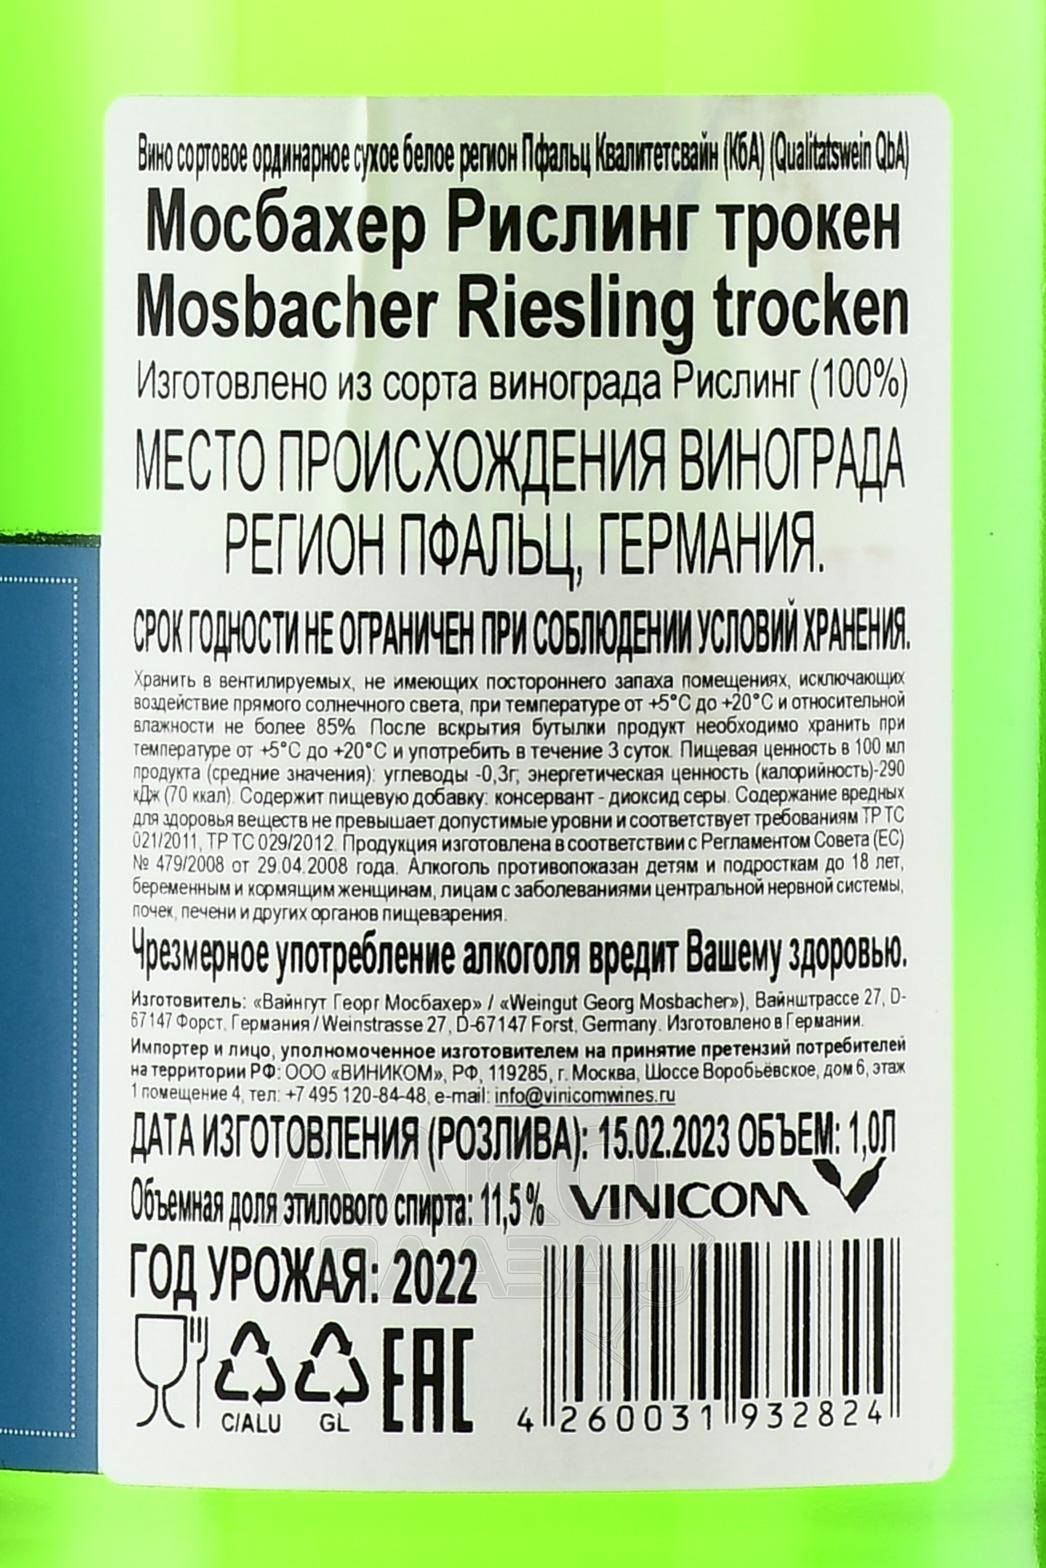 Вино сортовое ординарное сухое белое регион Пфальц Квалитетсвайн (КбА) (Qualitatswein QbA)
Мосбахер Рислинг трокен
Mosbacher Riesling trocken
Изготовлено из сорта винограда Рислинг (100%)
МЕСТО ПРОИСХОЖДЕНИЯ ВИНОГРАДА
РЕГИОН ПФАЛЬЦ, ГЕРМАНИЯ.
СРОК ГОДНОСТИ НЕ ОГРАНИЧЕН ПРИ СОБЛЮДЕНИИ УСЛОВИЙ ХРАНЕНИЯ.
Хранить в вентилируемых, не имеющих постороннего запаха помещениях, исключающих
воздействие прямого солнечного света, при температуре от +5°С до +20°С и относительной
влажности не более 85%. После вскрытия бутылки продукт необходимо хранить при
температуре от +5°С до +20°С и употребить в течение 3 суток. Пищевая ценность в 100 мл
продукта (средние значения): углеводы -0,3г; энергетическая ценность (калорийность)-290
кДж (70 ккал). Содержит пищевую добавку: консервант - диоксид серы. Содержание вредных
для здоровья веществ не превышает допустимые уровни и соответствует требованиям ТР ТС
021/2011, ТР ТС 029/2012. Продукция изготовлена в соответствии с Регламентом Совета (ЕС)
№ 479/2008 от 29.04.2008 года. Алкоголь противопоказан детям и подросткам до 18 лет,
беременным и кормящим женщинам, лицам с заболеваниями центральной нервной системы,
почек, печени и других органов пищеварения.
Чрезмерное употребление алкоголя вредит Вашему здоровью.
Изготовитель: «Вайнгут Георг Мосбахер» / «Weingut Georg Mosbacher»), Вайнштрассе 27, D-
67147 Форст, Германия / Weinstrasse 27, D-67147 Forst, Germany. Изготовлено в Германии.
Импортер и лицо, уполномоченное изготовителем на принятие претензий потребителей
на территории РФ: ООО «ВИНИКОМ», РФ, 119285, г. Москва, Шоссе Воробьёвское, дом 6, этаж
1 помещение 4, тел: +7 495 120-84-48, e-mail: info@vinicomwines.ru
ДАТА ИЗГОТОВЛЕНИЯ (РОЗЛИВА): 15.02.2023 ОБЪЕМ: 1,0Л
Объемная доля этилового спирта: 11,5% VINICOM
АЛКО
ПЛАЗА.ru
ГОД УРОЖАЯ: 2022
C/ALU GL EAC
4 260031 932824